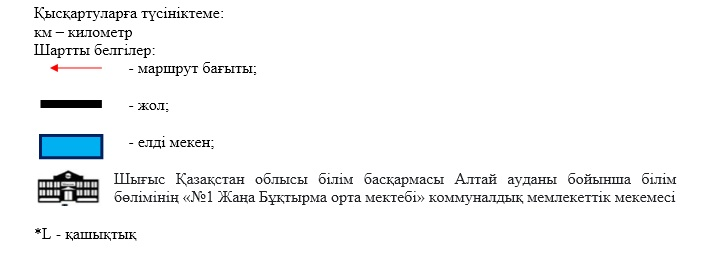 Қысқартуларға түсініктеме:
км – километр
Шартты белгілер:
- маршрут бағыты;
- жол;
- елді мекен;
Шығыс Қазақстан облысы білім басқармасы Алтай ауданы бойынша білім
бөлімінің «№1 Жаңа Бұқтырма орта мектебі» коммуналдық мемлекеттік мекемесі
*L - қашықтық